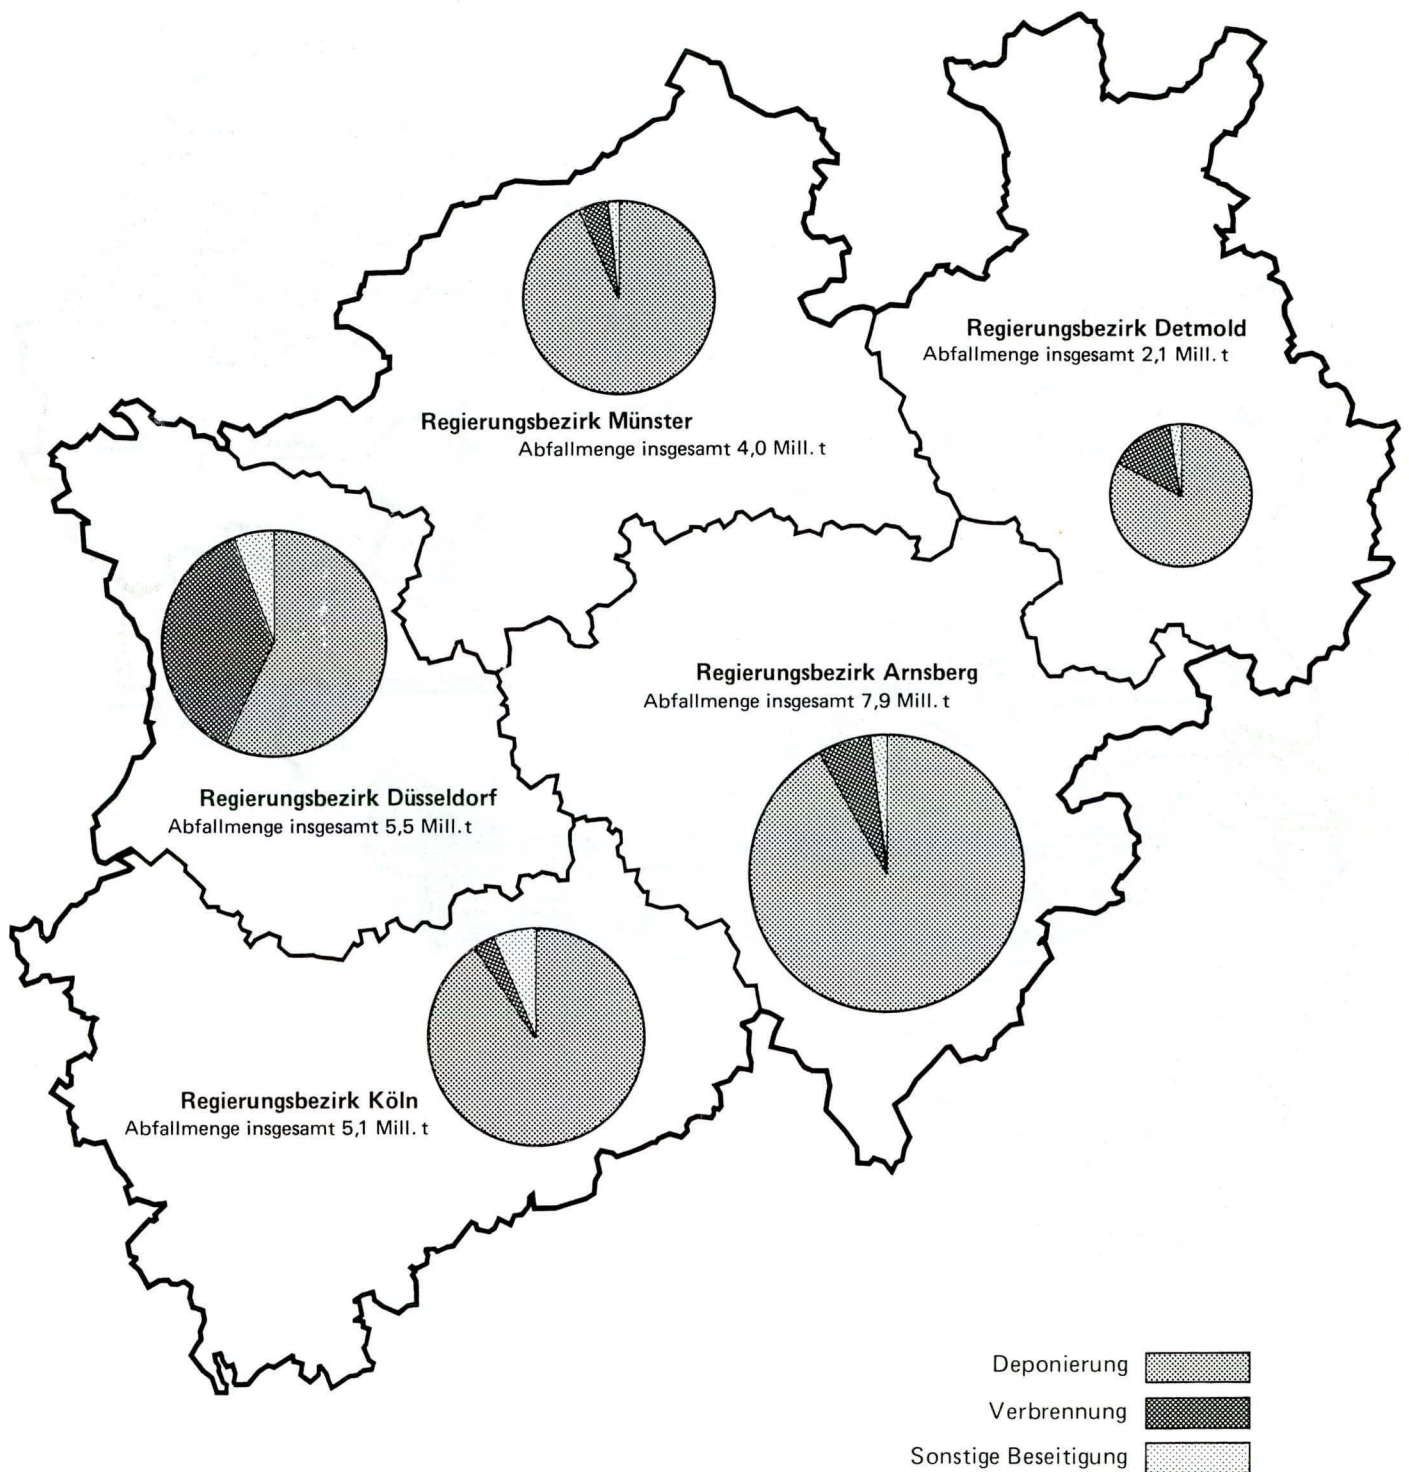 Regierungsbezirk Detmold
Abfallmenge insgesamt 2,1 Mill. t
Regierungsbezirk Münster
Abfallmenge insgesamt 4,0 Mill. t
Regierungsbezirk Arnsberg
Abfallmenge insgesamt 7,9 Mill. t
Regierungsbezirk Düsseldorf
Abfallmenge insgesamt 5,5 Mill. t
Regierungsbezirk Köln
Abfallmenge insgesamt 5,1 Mill. t
Deponierung
Verbrennung
Sonstige Beseitigung